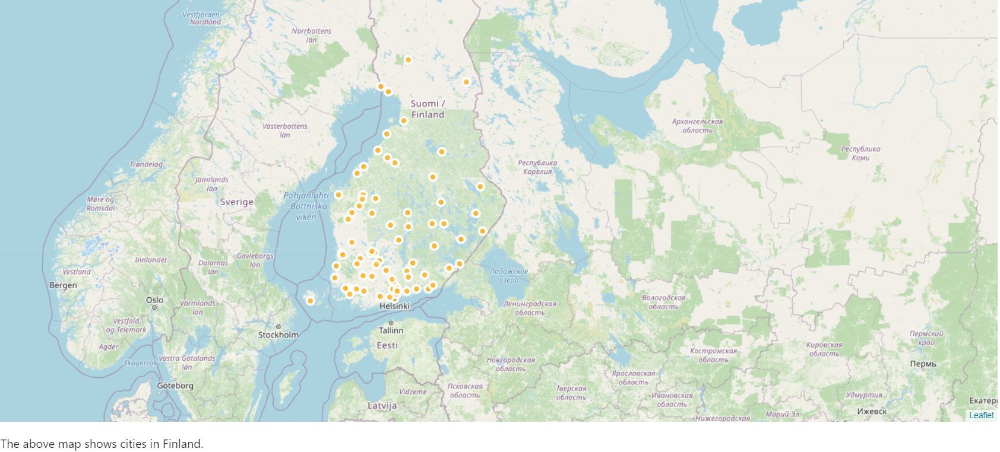 Vestfjorden
Nordland
Norrbottens
län
Suomi /
Finland
Västerbottens
län
Архангельская
область
Республика
Коми
Республика
Карелия
Trøndelag
Jämtlands
län
Møre og
Romsdal
Sverige
Pohjanlahti
- Bottniska
viken
Innlandet
Dalarnas
län
Gävleborgs
län
Vestland
Bergen
Ладожское
озеро
Oslo
Värmlands
län
Helsinki
Ленинградская
область
Вологодская
область
Vestfold
og Telemark
Stockholm
Tallinn
Eesti
Agder
Skagerrak
Västra Götalands
län
Новгородская
область
Костромская
область
Кировская
область
Пермский
край
Пермь
Göteborg
Псковская
область
Vidzeme
Тверская
область
Ярославская
область
Ивановская
область
Удмуртия
Ижевск
Latvija
Нижегородская
Марий Эл
Екатери
Leaflet
The above map shows cities in Finland.